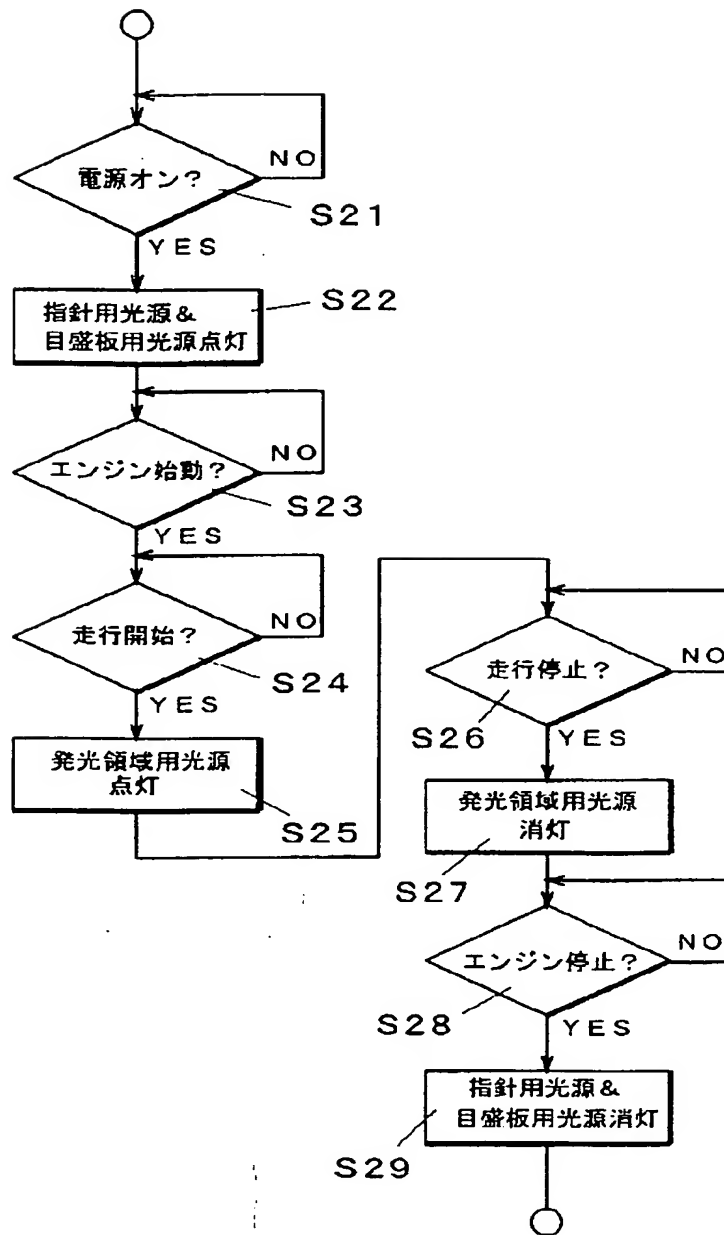 電源オン?
NO
S21
YES
指針用光源&
目盛板用光源点灯
S22
エンジン始動?
NO
S23
YES
走行開始?
NO
S24
YES
発光領域用光源
点灯
S25
走行停止?
NO
S26
YES
発光領域用光源
消灯
S27
エンジン停止?
NO
S28
YES
指針用光源&
目盛板用光源消灯
S29